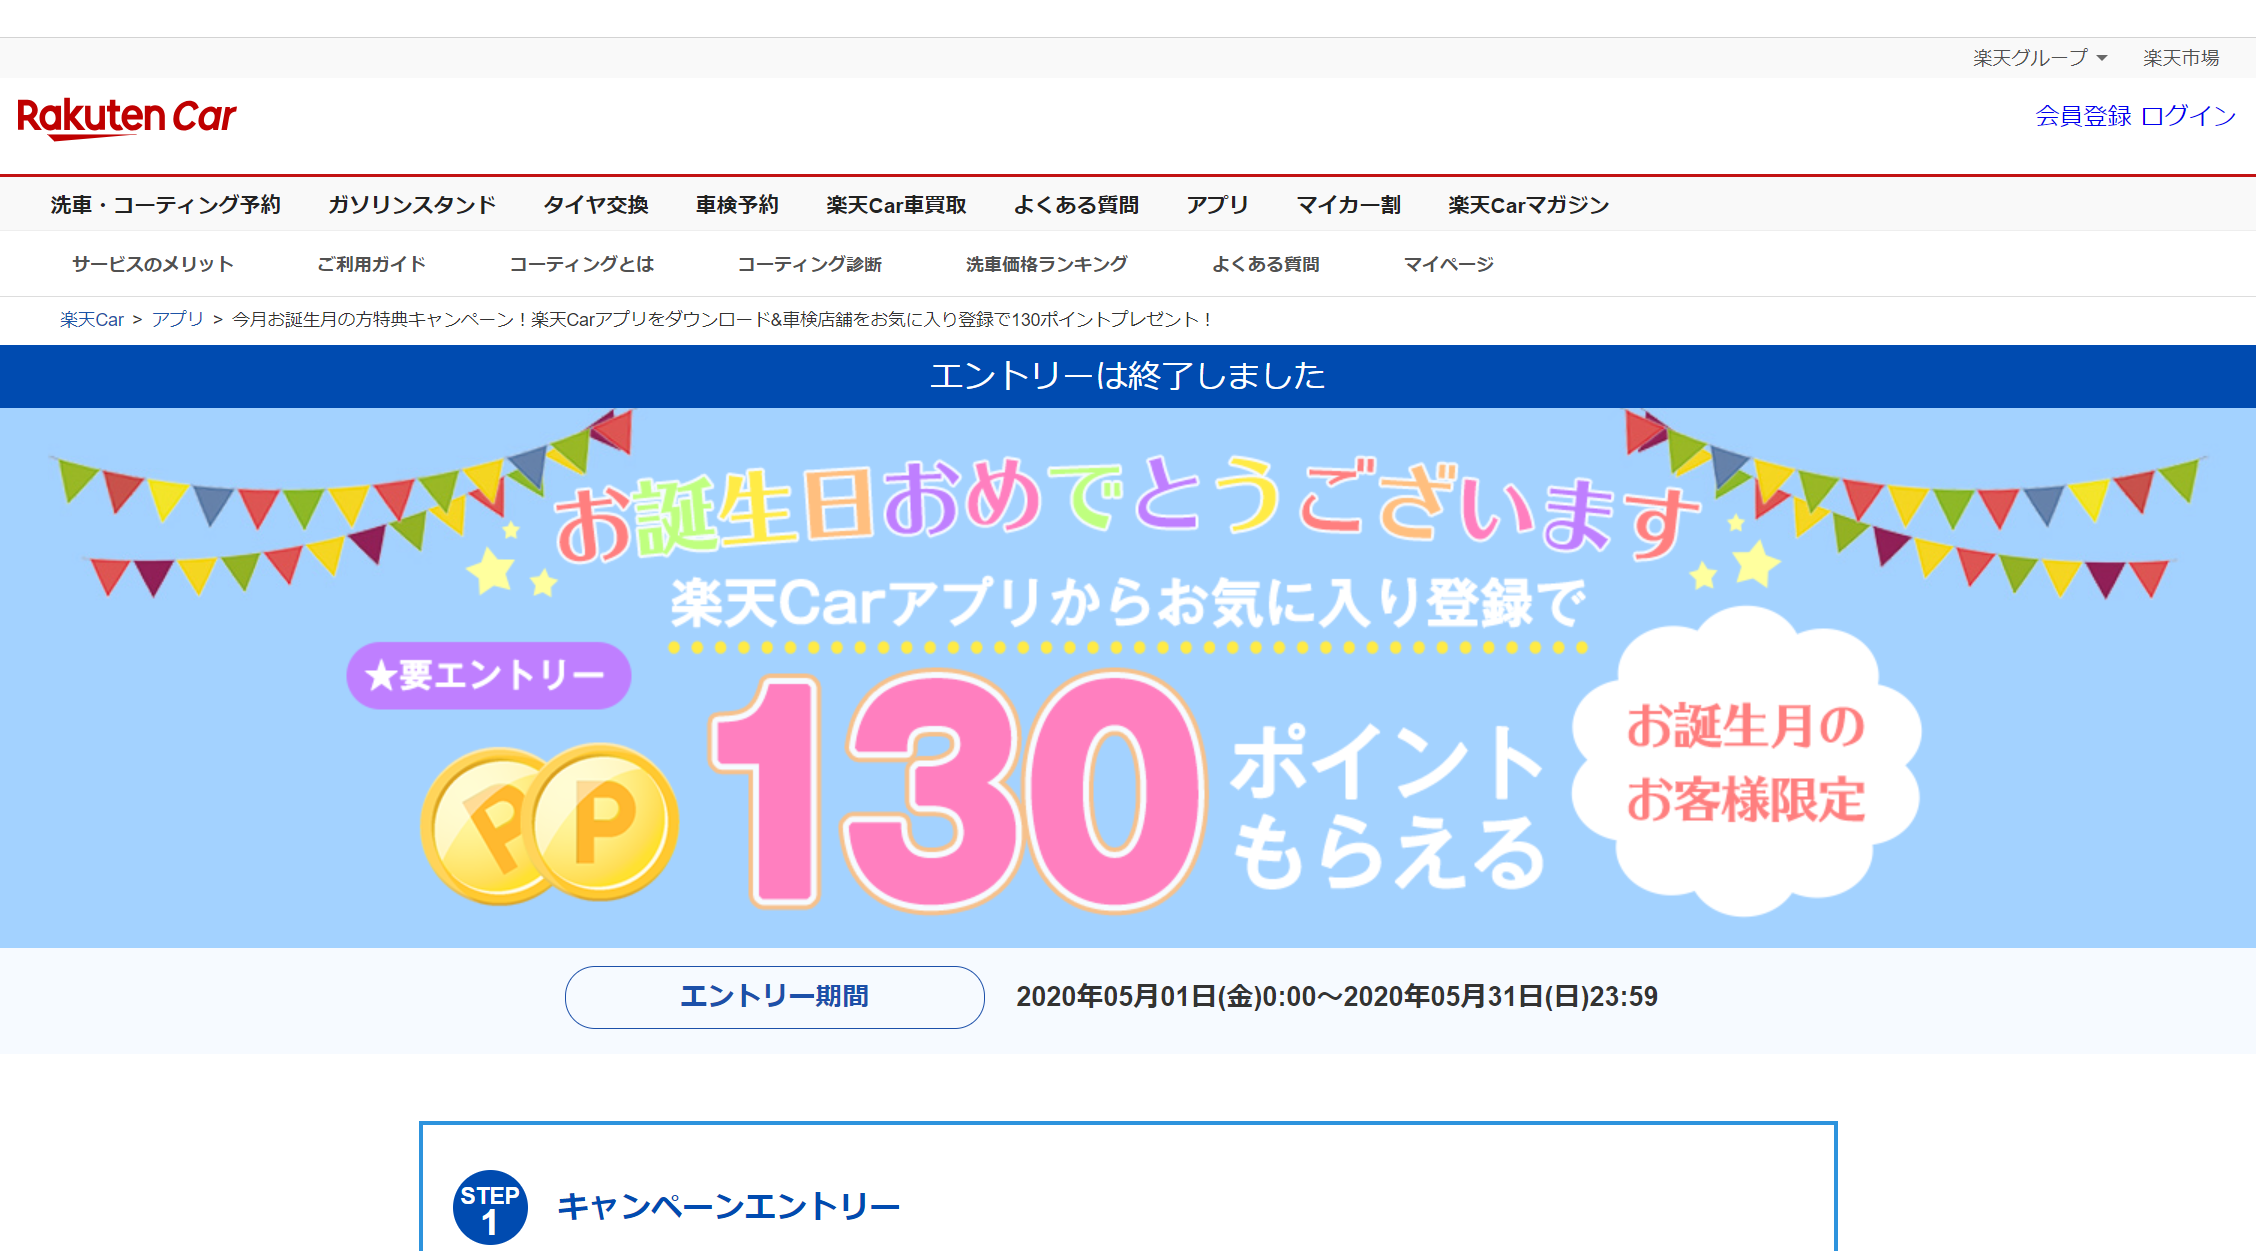 楽天グループ 楽天市場
Rakuten Car
会員登録 ログイン
洗車・コーティング予約 ガソリンスタンド タイヤ交換 車検予約 楽天Car車買取 よくある質問 アプリ マイカー割 楽天Carマガジン
サービスのメリット ご利用ガイド コーティングとは コーティング診断 洗車価格ランキング よくある質問 マイページ
楽天Car > アプリ > 今月お誕生月の方特典キャンペーン！楽天Carアプリをダウンロード&車検店舗をお気に入り登録で130ポイントプレゼント！
エントリーは終了しました
お誕生日おめでとうございます
楽天Carアプリからお気に入り登録で
★要エントリー
PP
130
ポイント
もらえる
お誕生月の
お客様限定
エントリー期間 2020年05月01日(金)0:00～2020年05月31日(日)23:59
STEP
1
キャンペーンエントリー